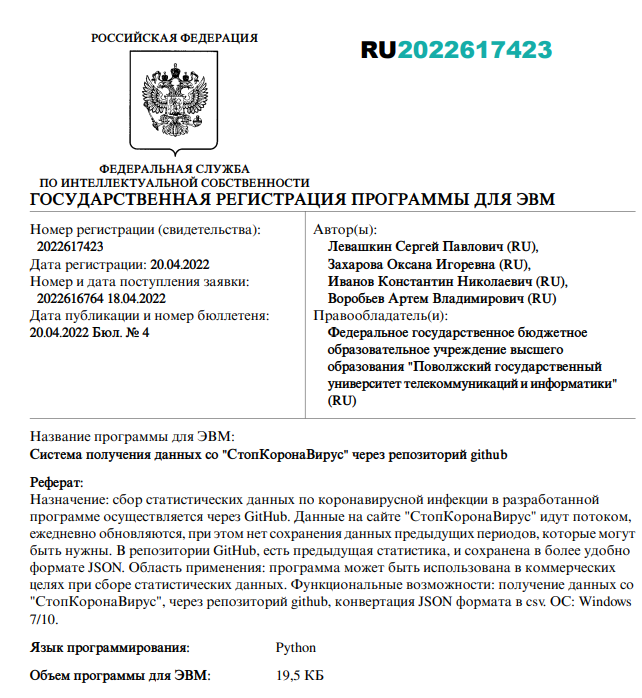 РОССИЙСКАЯ ФЕДЕРАЦИЯ
RU2022617423
ФЕДЕРАЛЬНАЯ СЛУЖБА
ПО ИНТЕЛЛЕКТУАЛЬНОЙ СОБСТВЕННОСТИ
ГОСУДАРСТВЕННАЯ РЕГИСТРАЦИЯ ПРОГРАММЫ ДЛЯ ЭВМ
Номер регистрации (свидетельства):
2022617423
Дата регистрации: 20.04.2022
Номер и дата поступления заявки:
2022616764 18.04.2022
Дата публикации и номер бюллетеня:
20.04.2022 Бюл. № 4
Автор(ы):
Левашкин Сергей Павлович (RU),
Захарова Оксана Игоревна (RU),
Иванов Константин Николаевич (RU),
Воробьев Артем Владимирович (RU)
Правообладатель(и):
Федеральное государственное бюджетное
образовательное учреждение высшего
образования "Поволжский государственный
университет телекоммуникаций и информатики"
(RU)
Название программы для ЭВМ:
Система получения данных со "СтопКоронаВирус" через репозиторий github
Реферат:
Назначение: сбор статистических данных по коронавирусной инфекции в разработанной
программе осуществляется через GitHub. Данные на сайте "СтопКоронаВирус" идут потоком,
ежедневно обновляются, при этом нет сохранения данных предыдущих периодов, которые могут
быть нужны. В репозитории GitHub, есть предыдущая статистика, и сохранена в более удобно
формате JSON. Область применения: программа может быть использована в коммерческих
целях при сборе статистических данных. Функциональные возможности: получение данных со
"СтопКоронаВирус", через репозиторий github, конвертация JSON формата в csv. ОС: Windows
7/10.
Язык программирования: Python
Объем программы для ЭВМ: 19,5 КБ